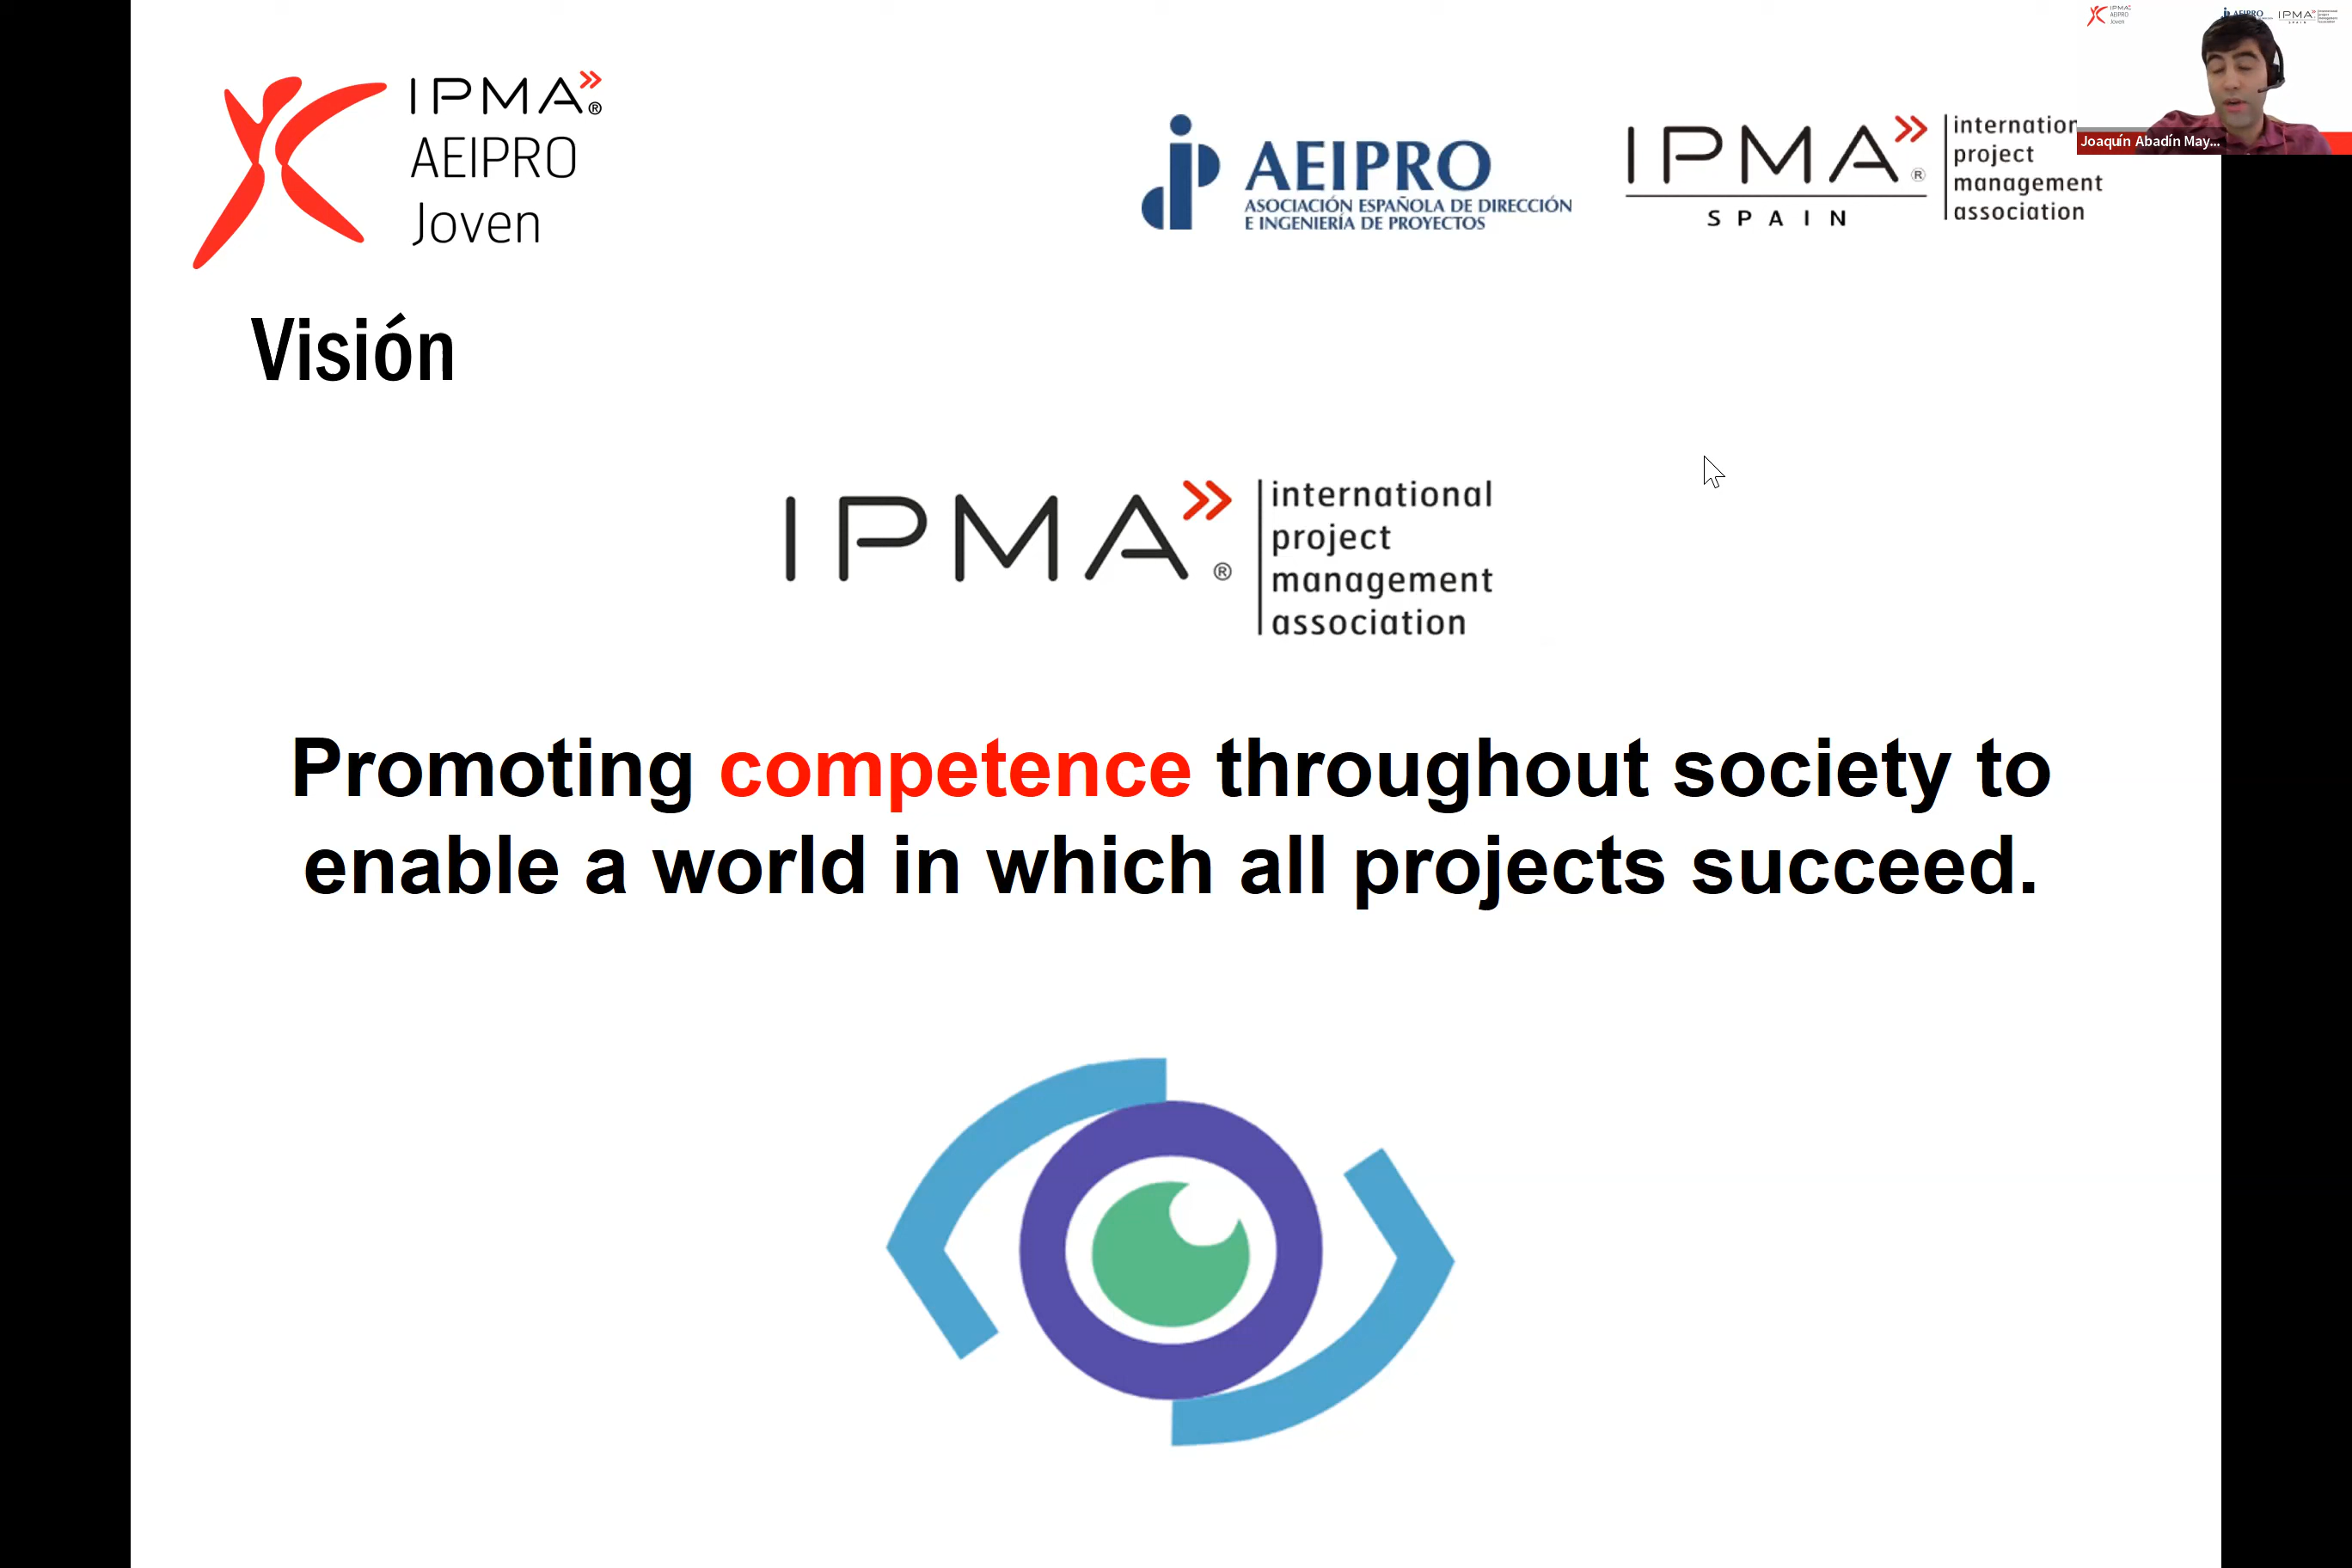 IPMA®
AEIPRO
Joven
AEIPRO
ASOCIACIÓN ESPAÑOLA DE DIRECCIÓN
E INGENIERÍA DE PROYECTOS
IPMA®
SPAIN
internation
project
management
association
Joaquín Abadín May...
Visión
IPMA®
international
project
management
association
Promoting competence throughout society to
enable a world in which all projects succeed.